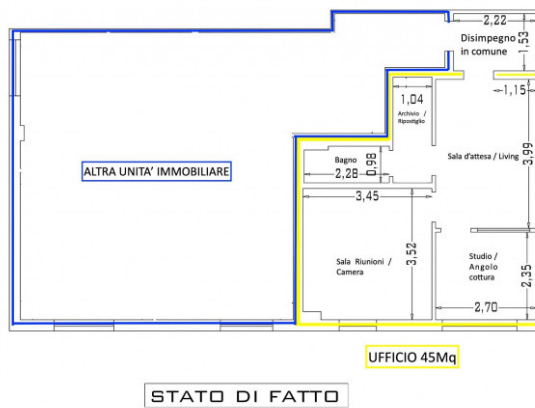 2,22
Disimpegno
in comune
1,53
1,04
Archivio /
Ripostiglio
1,15
Bagno
0,98
2,28
Sala d'attesa / Living
3,99
ALTRA UNITA' IMMOBILIARE
3,45
Sala Riunioni /
Camera
3,52
Studio /
Angolo
cottura
2,35
2,70
UFFICIO 45Mq
STATO DI FATTO